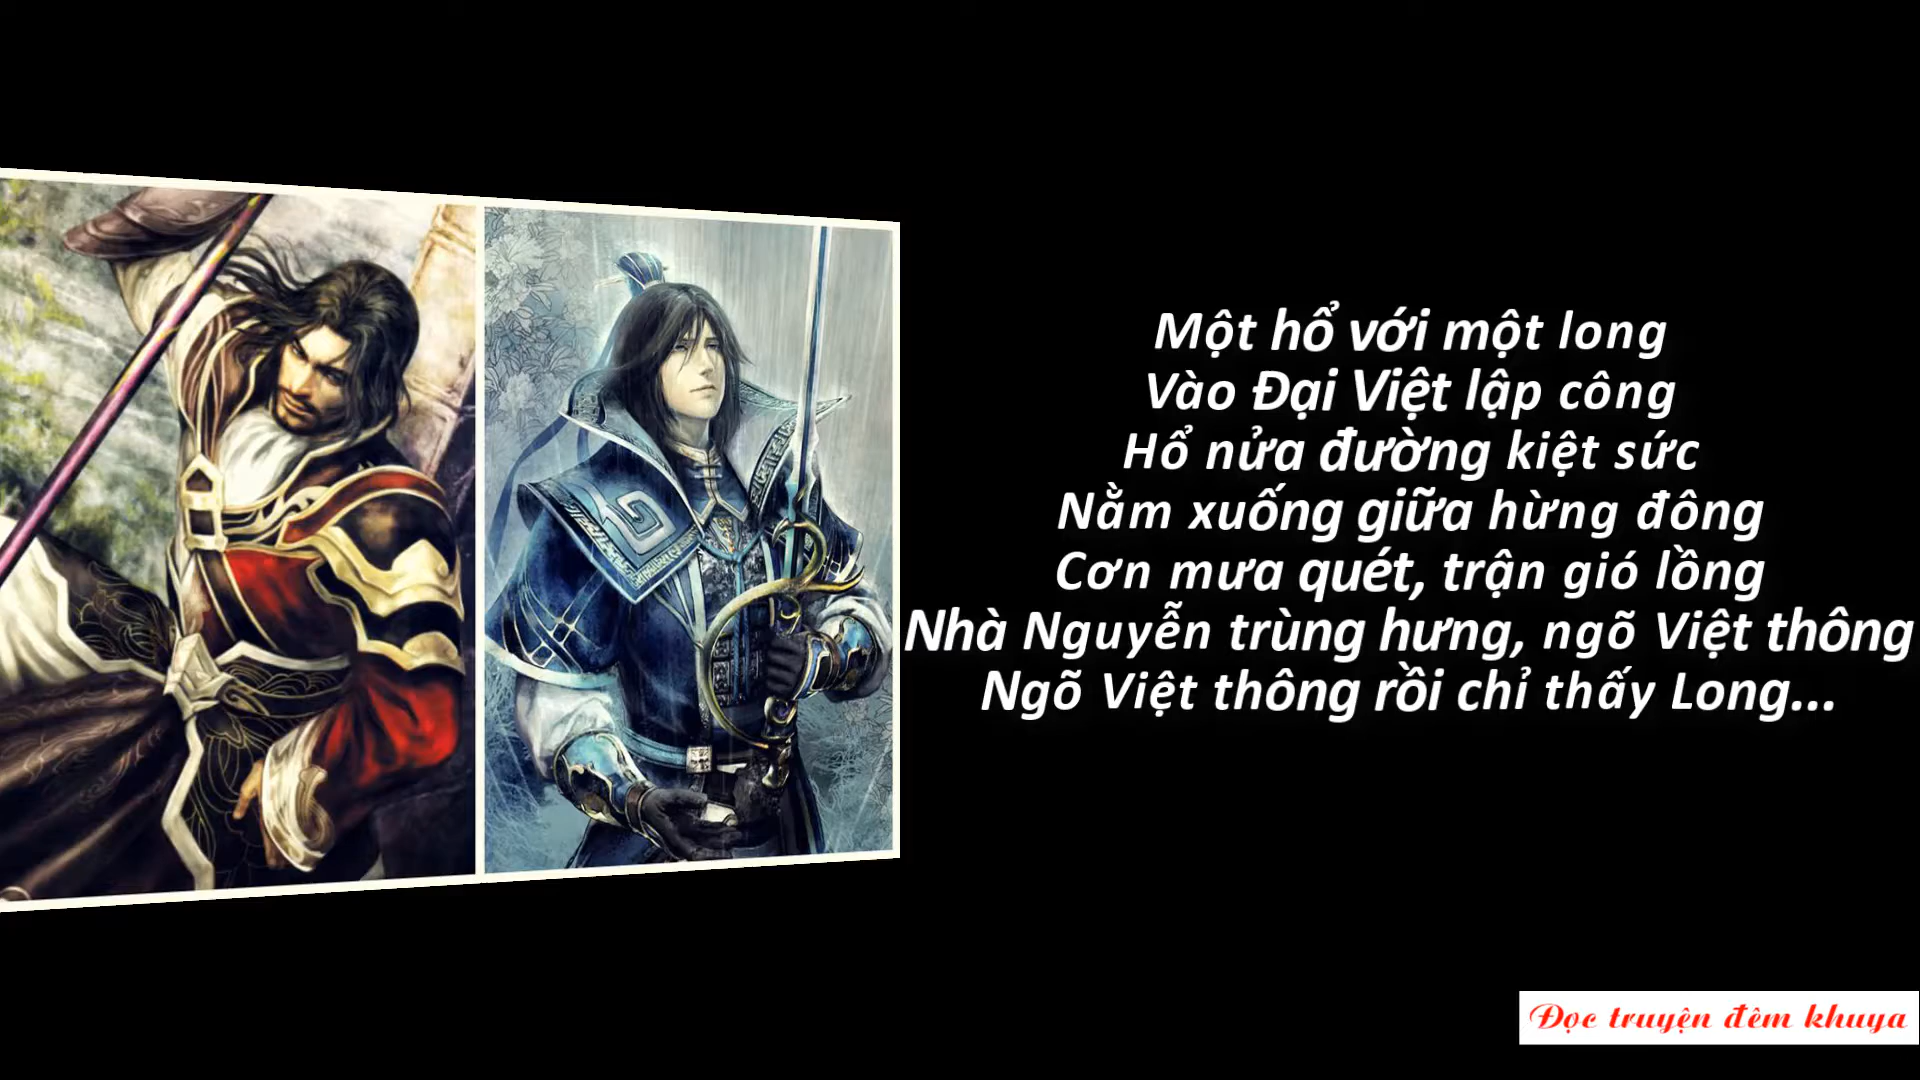 Một hổ với một long
Vào Đại Việt lập công
Hổ nửa đường kiệt sức
Nằm xuống giữa hừng đông
Cơn mưa quét, trận gió lồng
Nhà Nguyễn trùng hưng, ngõ Việt thông
Ngõ Việt thông rồi chỉ thấy Long...
Đọc truyện đêm khuya